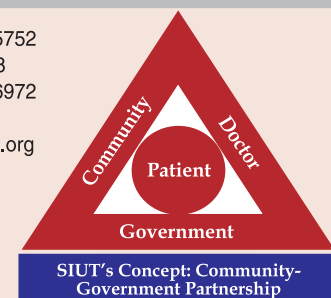 5752
3
6972
.org
Community
Doctor
Patient
Government
SIUT's Concept: Community-
Government Partnership